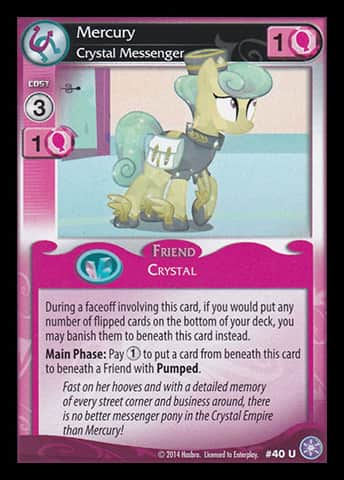 Mercury
Crystal Messenger
1
COST
3
1
FRIEND
CRYSTAL
During a faceoff involving this card, if you would put any
number of flipped cards on the bottom of your deck, you
may banish them to beneath this card instead.
Main Phase: Pay 1 to put a card from beneath this card
to beneath a Friend with Pumped.
Fast on her hooves and with a detailed memory
of every street corner and business around, there
is no better messenger pony in the Crystal Empire
than Mercury!
© 2014 Hasbro. Licensed to Enterplay. #40 U